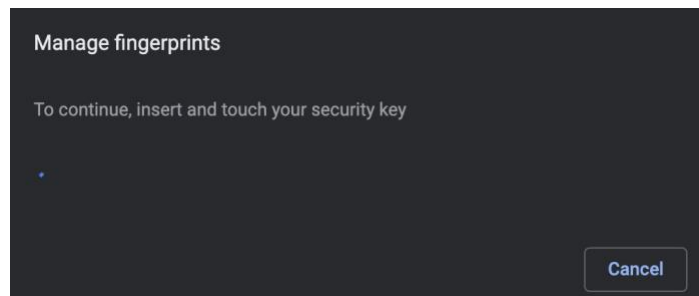 Manage fingerprints
To continue, insert and touch your security key
Cancel